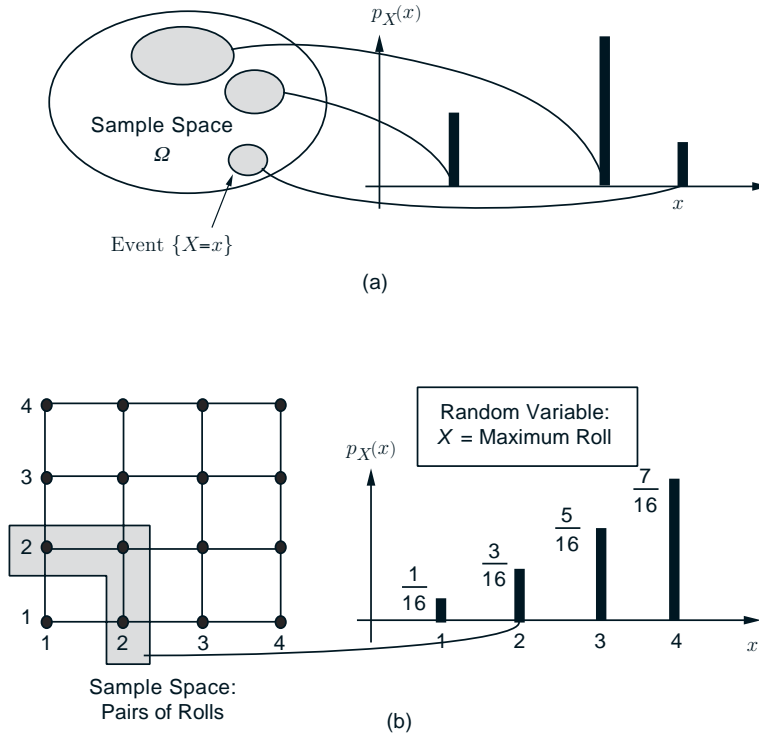 p_X(x)
Sample Space
Ω
x
Event {X=x}
(a)
Random Variable:
X = Maximum Roll
p_X(x)
4
3
2
1
1
2
3
4
1/16
3/16
5/16
7/16
1
2
3
4
x
Sample Space:
Pairs of Rolls
(b)